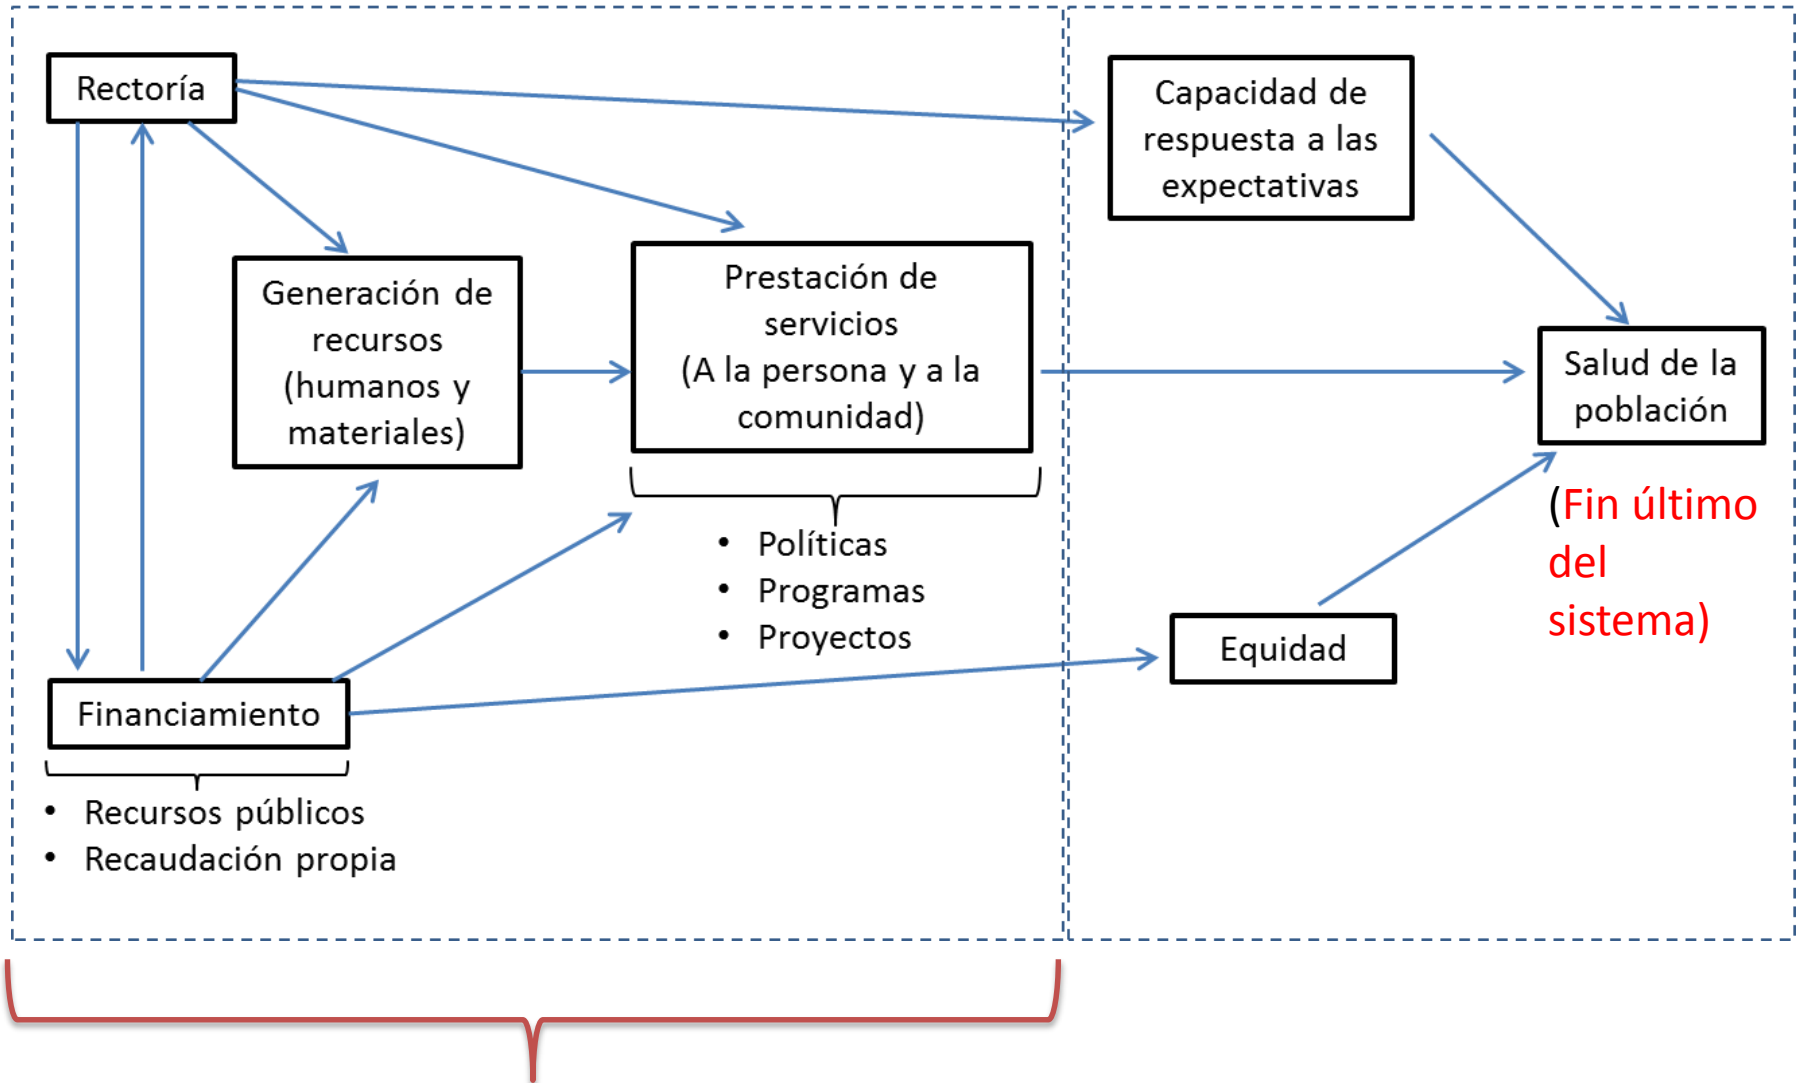 Rectoría
Capacidad de
respuesta a las
expectativas
Generación de
recursos
(humanos y
materiales)
Prestación de
servicios
(A la persona y a la
comunidad)
Salud de la
población
(Fin último
del
sistema)
• Políticas
• Programas
• Proyectos
Equidad
Financiamiento
• Recursos públicos
• Recaudación propia